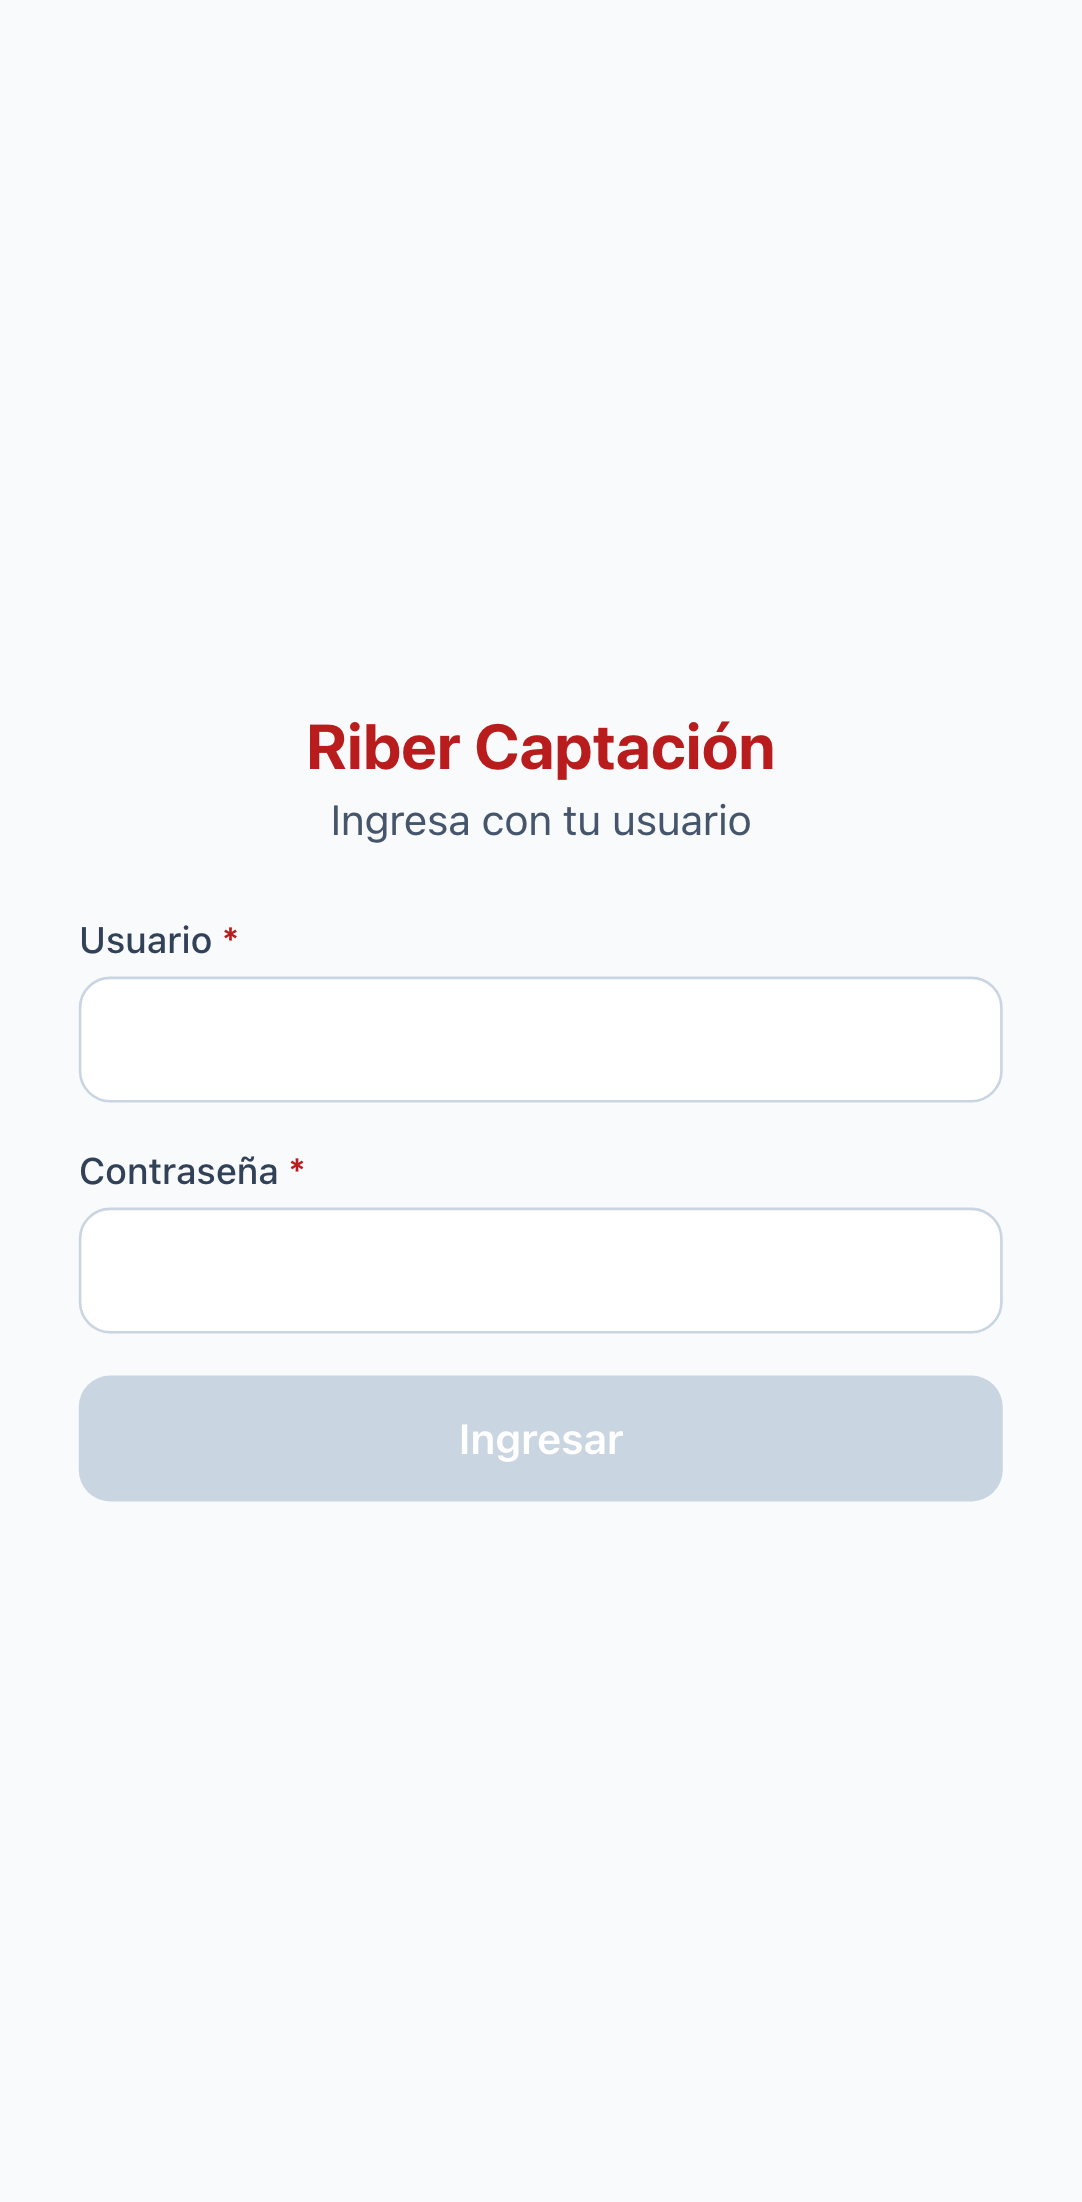 Riber Captación
Ingresa con tu usuario
Usuario *
Contraseña *
Ingresar